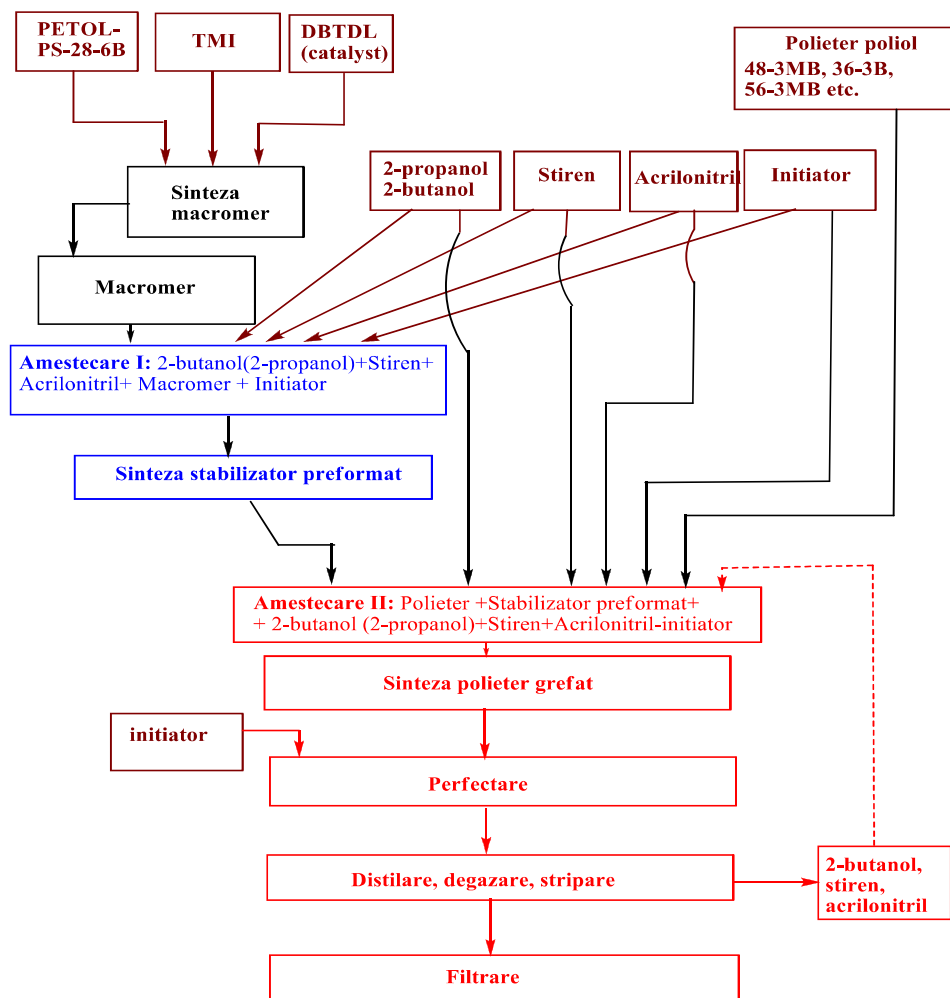 PETOL-
PS-28-6B
TMI
DBTDL
(catalyst)
Polieter poliol
48-3MB, 36-3B,
56-3MB etc.
Sinteza
macromer
2-propanol
2-butanol
Stiren
Acrilonitril
Initiator
Macromer
Amestecare I: 2-butanol(2-propanol)+Stiren+
Acrilonitril+ Macromer + Initiator
Sinteza stabilizator preformat
Amestecare II: Polieter +Stabilizator preformat+
+ 2-butanol (2-propanol)+Stiren+Acrilonitril-initiator
Sinteza polieter grefat
initiator
Perfectare
Distilare, degazare, stripare
2-butanol,
stiren,
acrilonitril
Filtrare